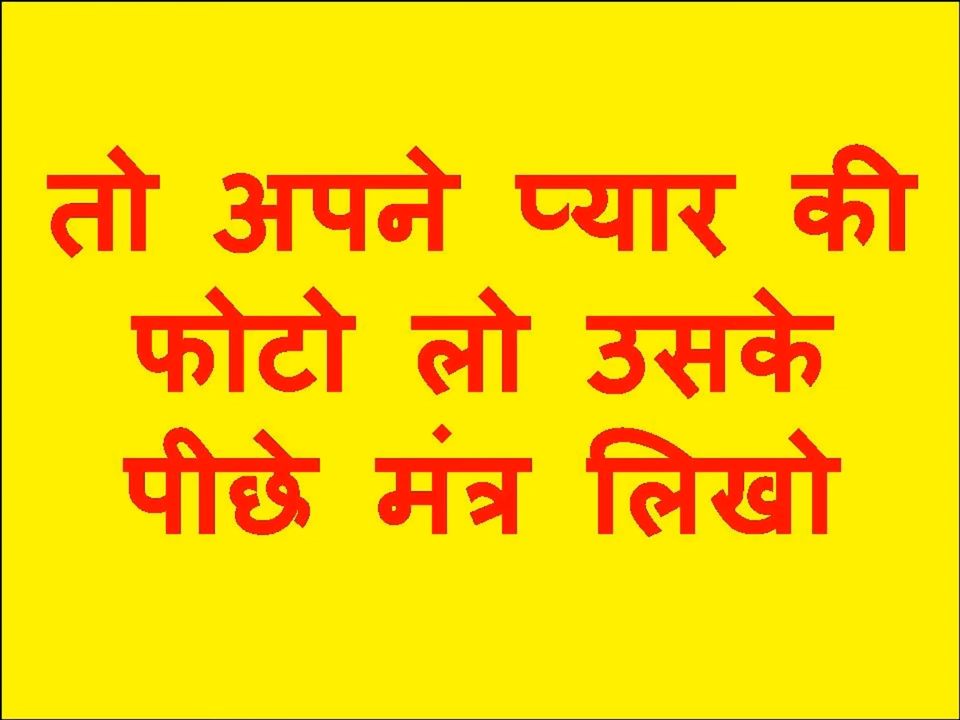 तो अपने प्यार की
फोटो लो उसके
पीछे मंत्र लिखो